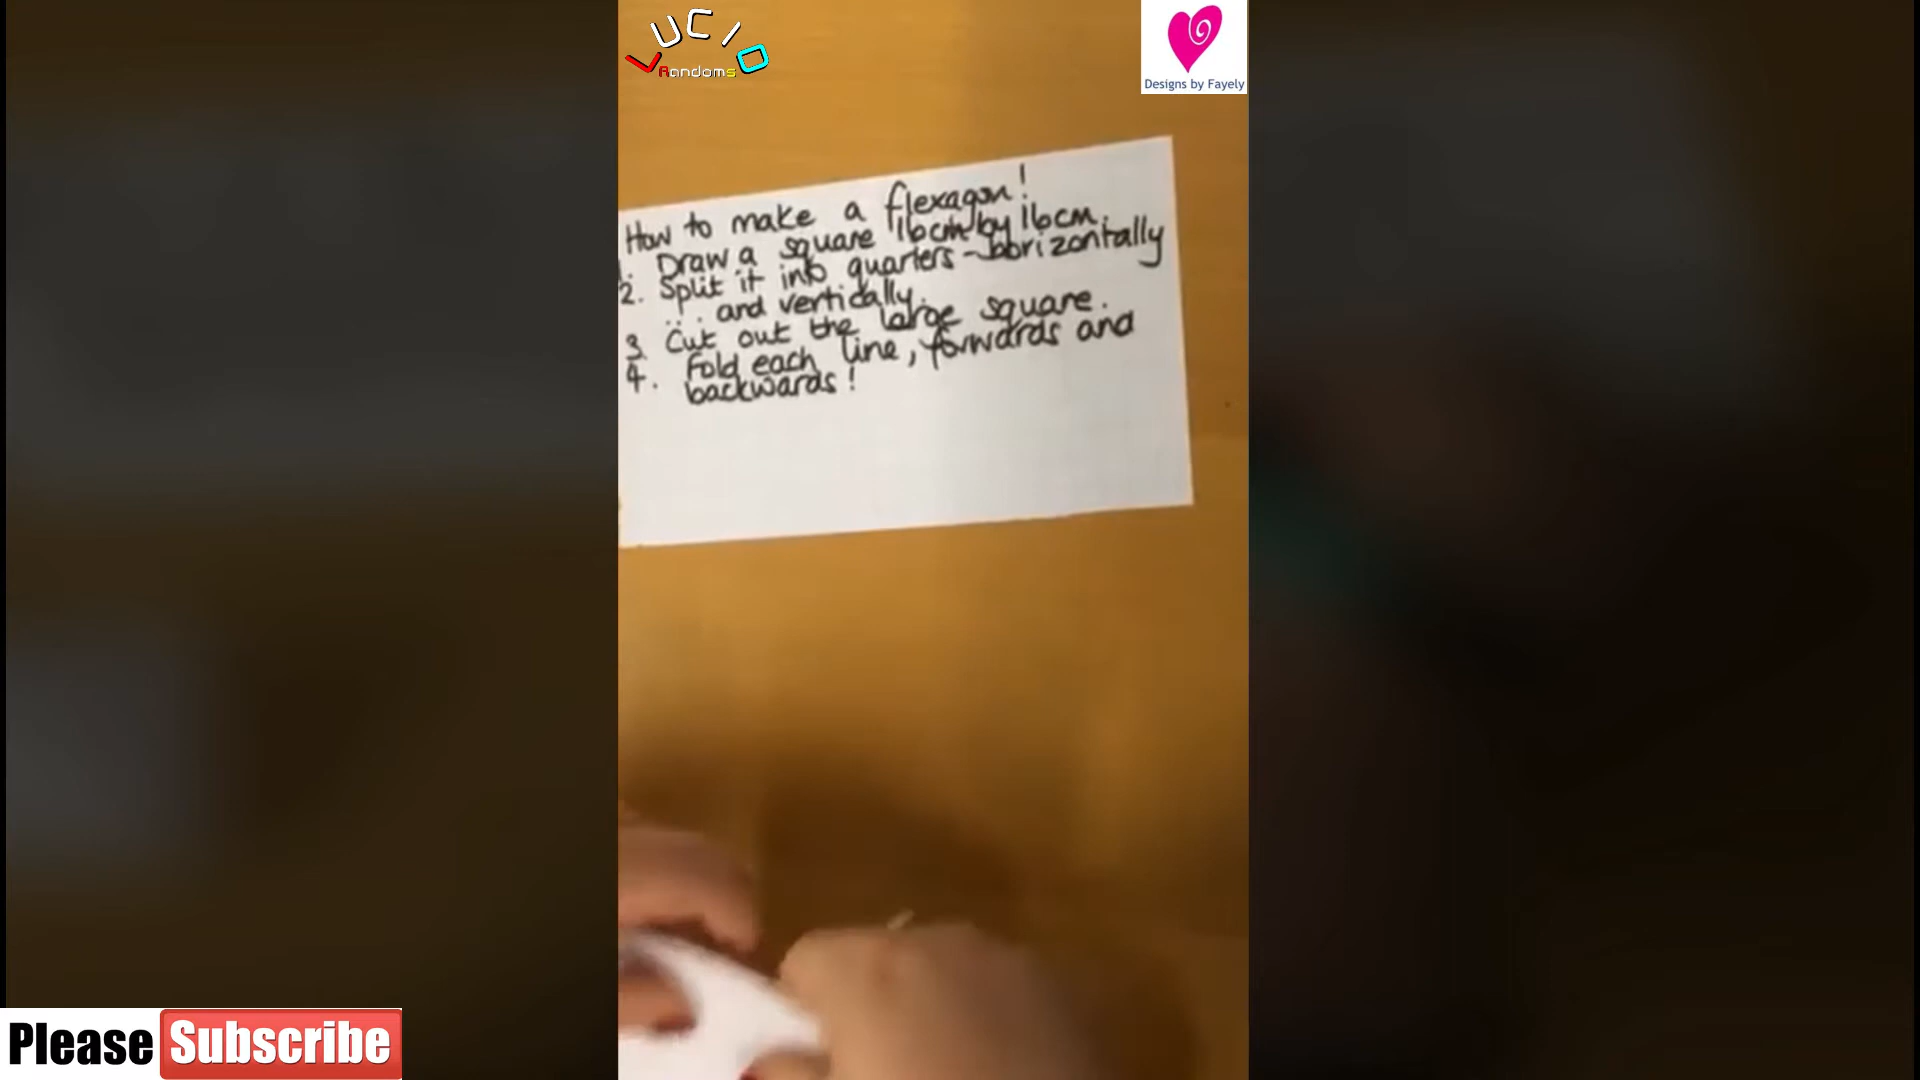 LUCIO
Randoms
Designs by Fayely
How to make a flexagon!
1. Draw a square 16cm by 16cm.
2. Split it into quarters - horizontally
... and vertically.
3. Cut out the large square.
4. Fold each line, forwards and
backwards!
Please Subscribe